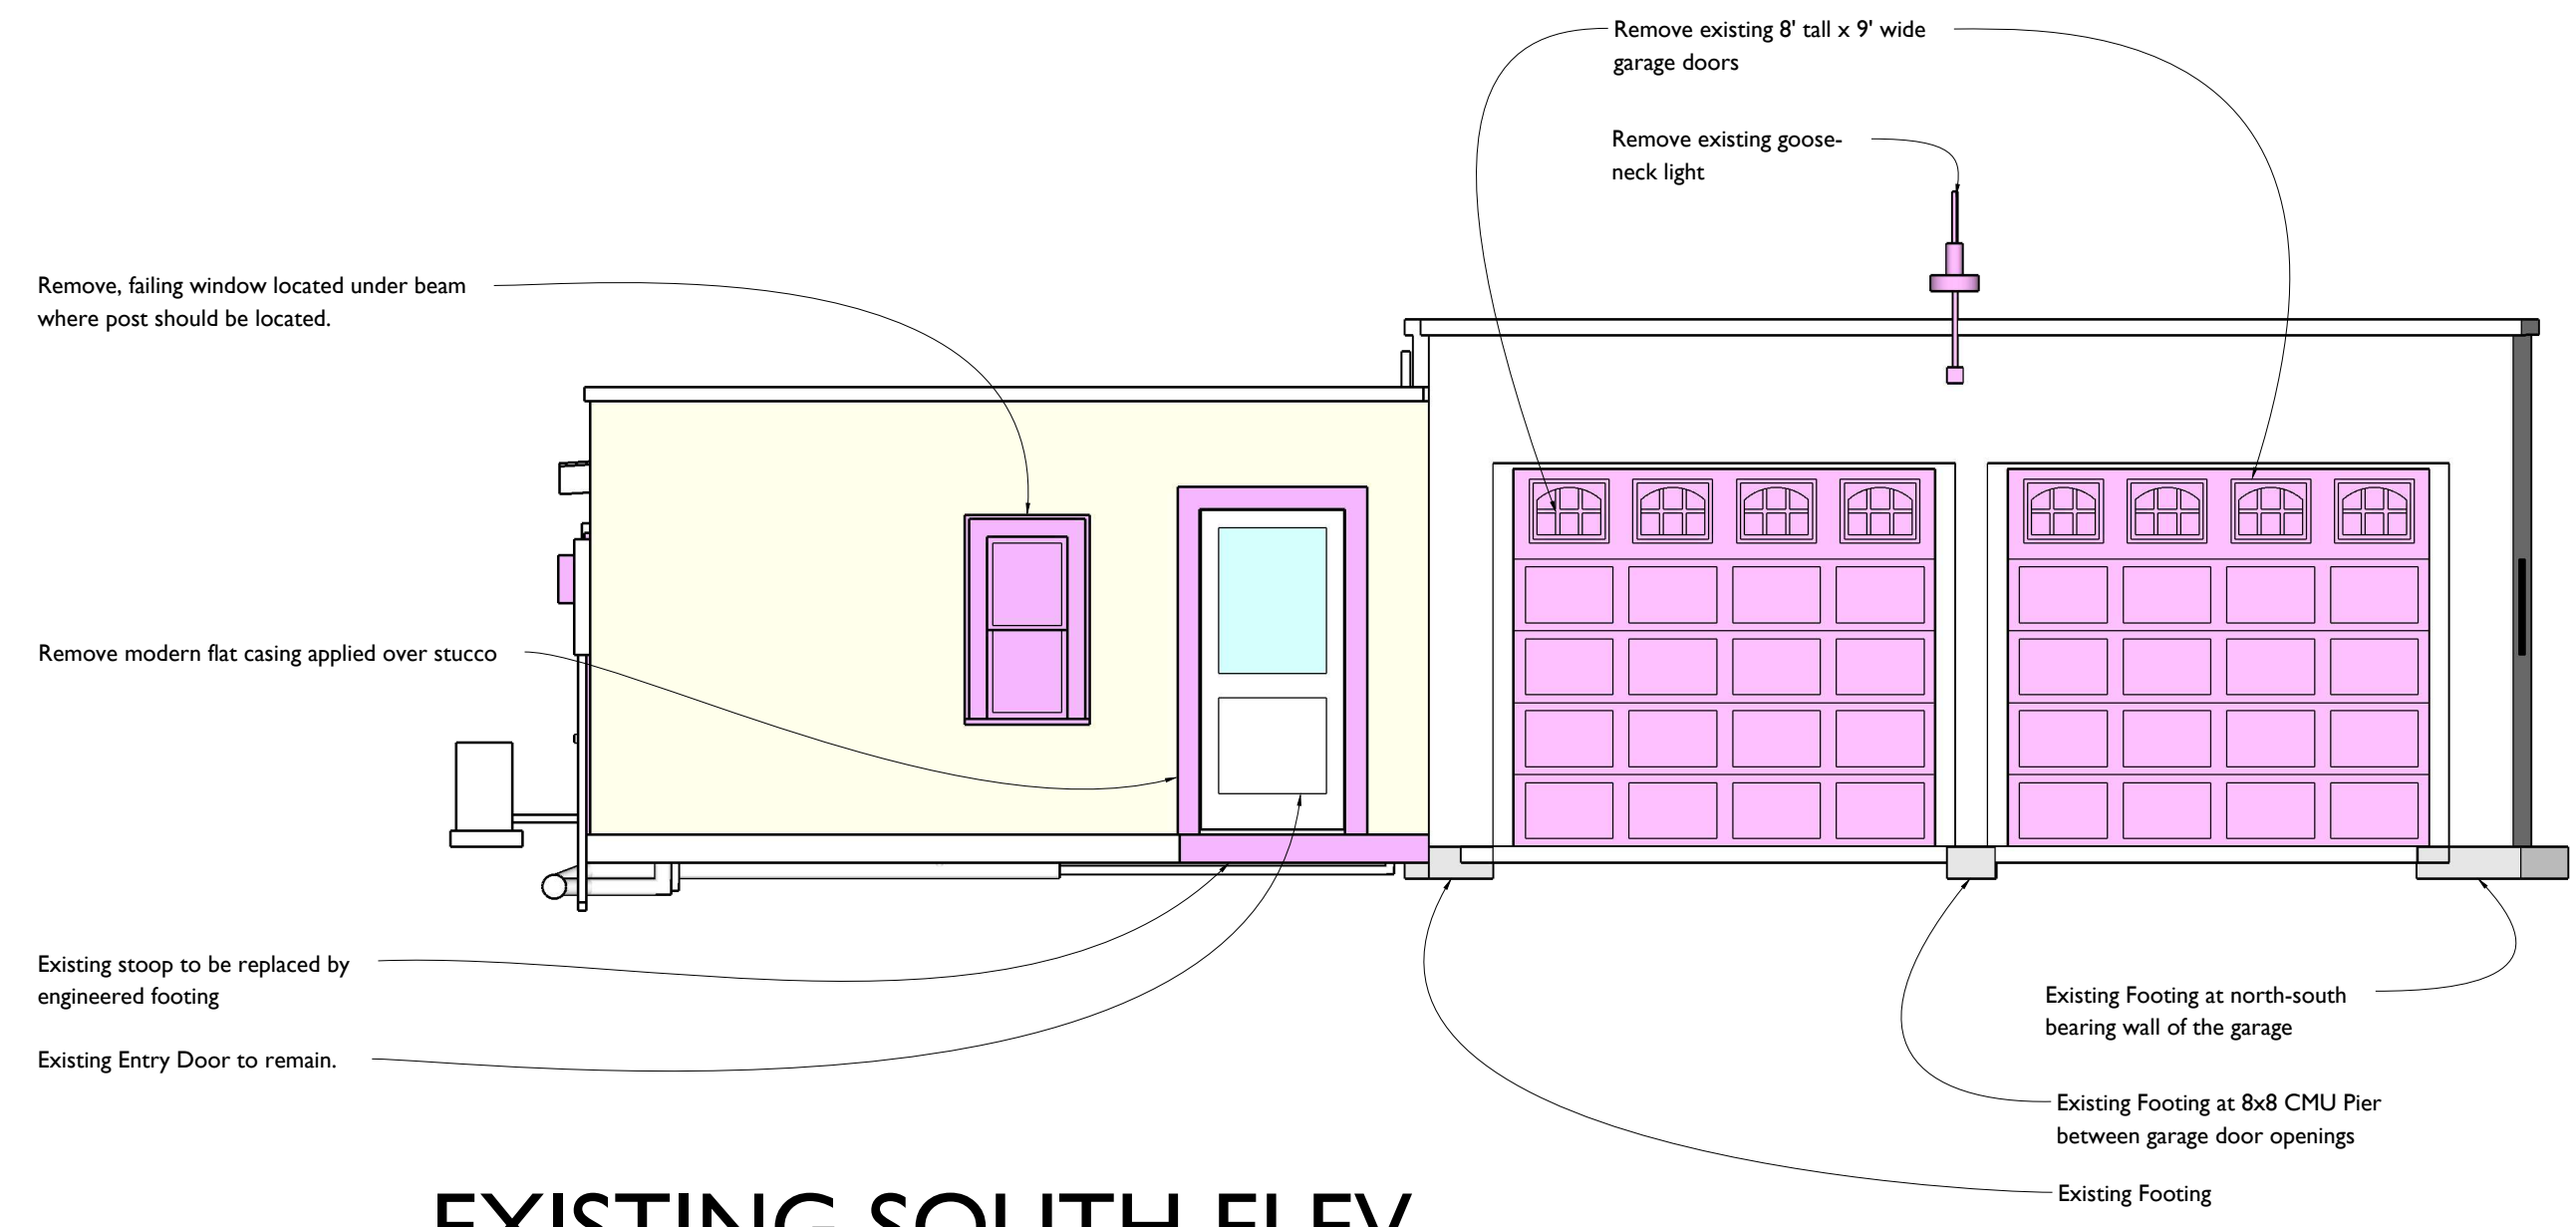 Remove existing 8' tall x 9' wide
garage doors
Remove existing goose-
neck light
Remove, failing window located under beam
where post should be located.
Remove modern flat casing applied over stucco
Existing stoop to be replaced by
engineered footing
Existing Entry Door to remain.
Existing Footing at north-south
bearing wall of the garage
Existing Footing at 8x8 CMU Pier
between garage door openings
Existing Footing
EXISTING SOUTH ELEV